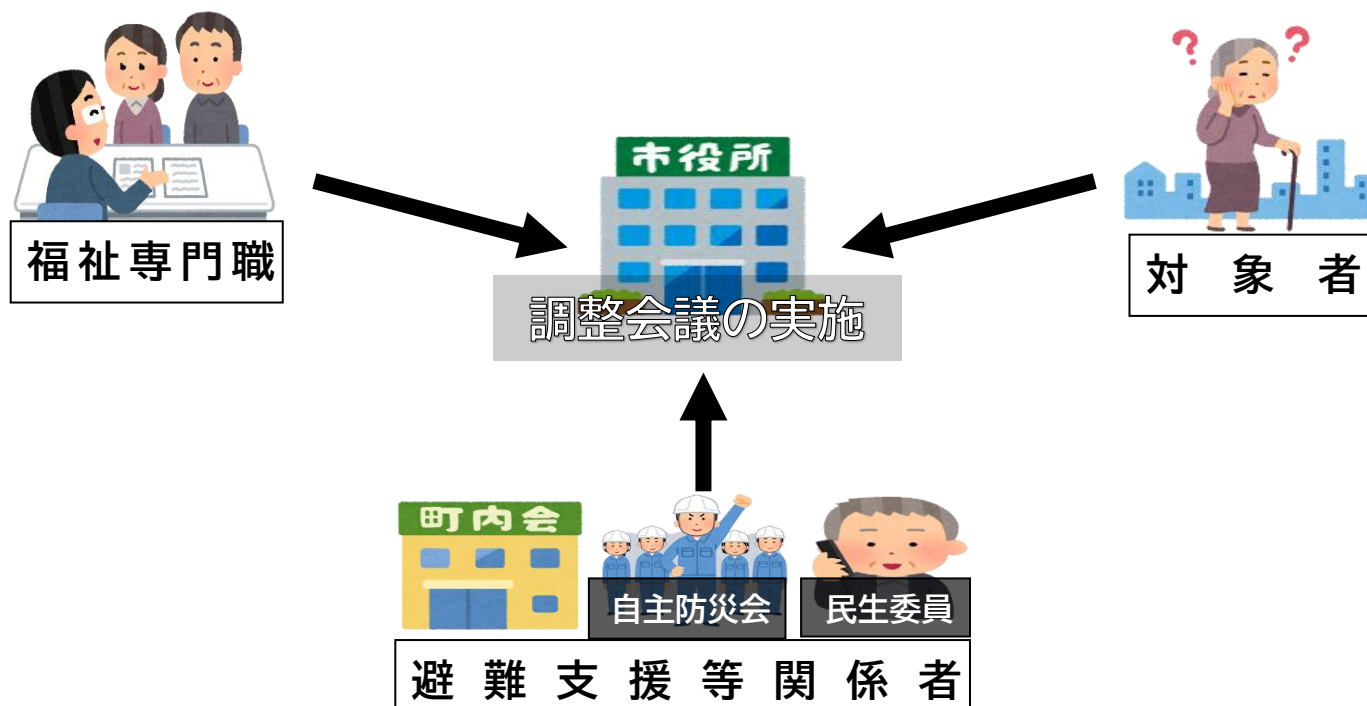 市役所
福祉専門職
調整会議の実施
対象者
町内会
自主防災会
民生委員
避難支援等関係者